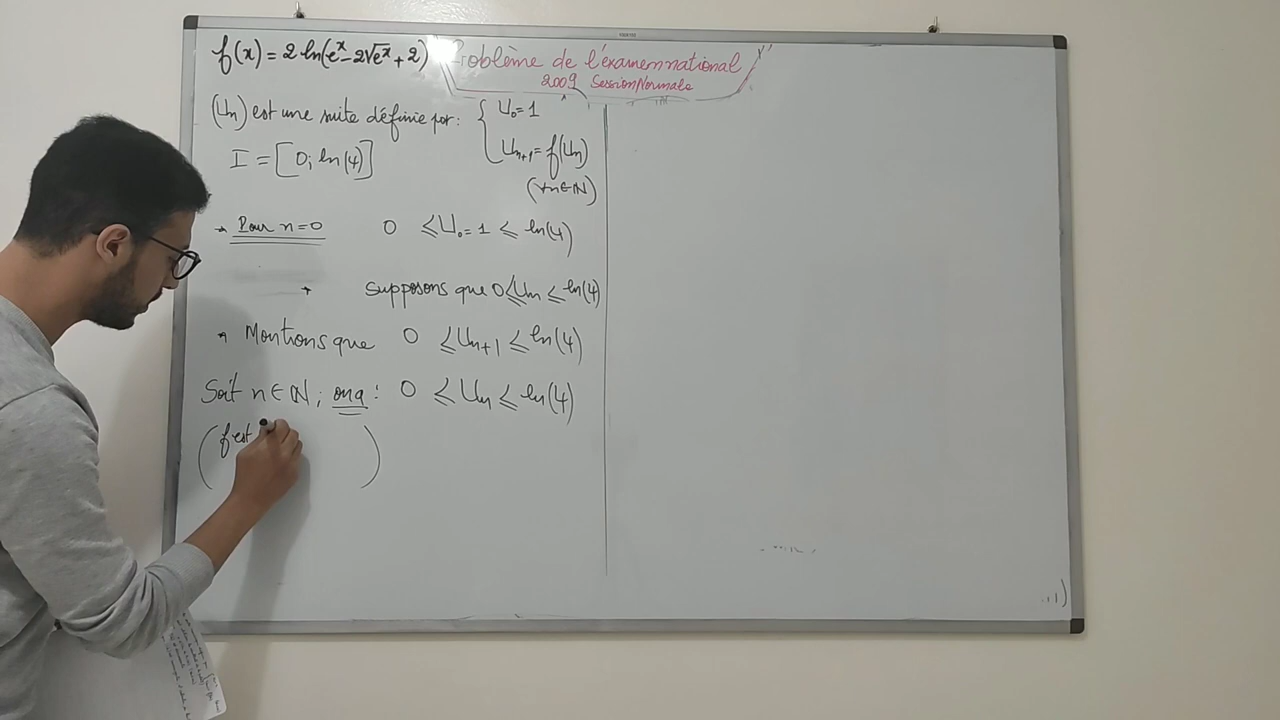 f(x) = 2 ln(e^x - 2√e^x + 2)
Problème de l'examen national
2009 Session Normale
(Un) est une suite définie par : { U0 = 1
Un+1 = f(Un)
(∀n∈ℕ)
I = [0; ln(4)]
* Pour n=0 0 ≤ U0 = 1 ≤ ln(4)
+ supposons que 0 ≤ Un ≤ ln(4)
* Montrons que 0 ≤ Un+1 ≤ ln(4)
Soit n ∈ ℕ ; on a : 0 ≤ Un ≤ ln(4)
(f est )